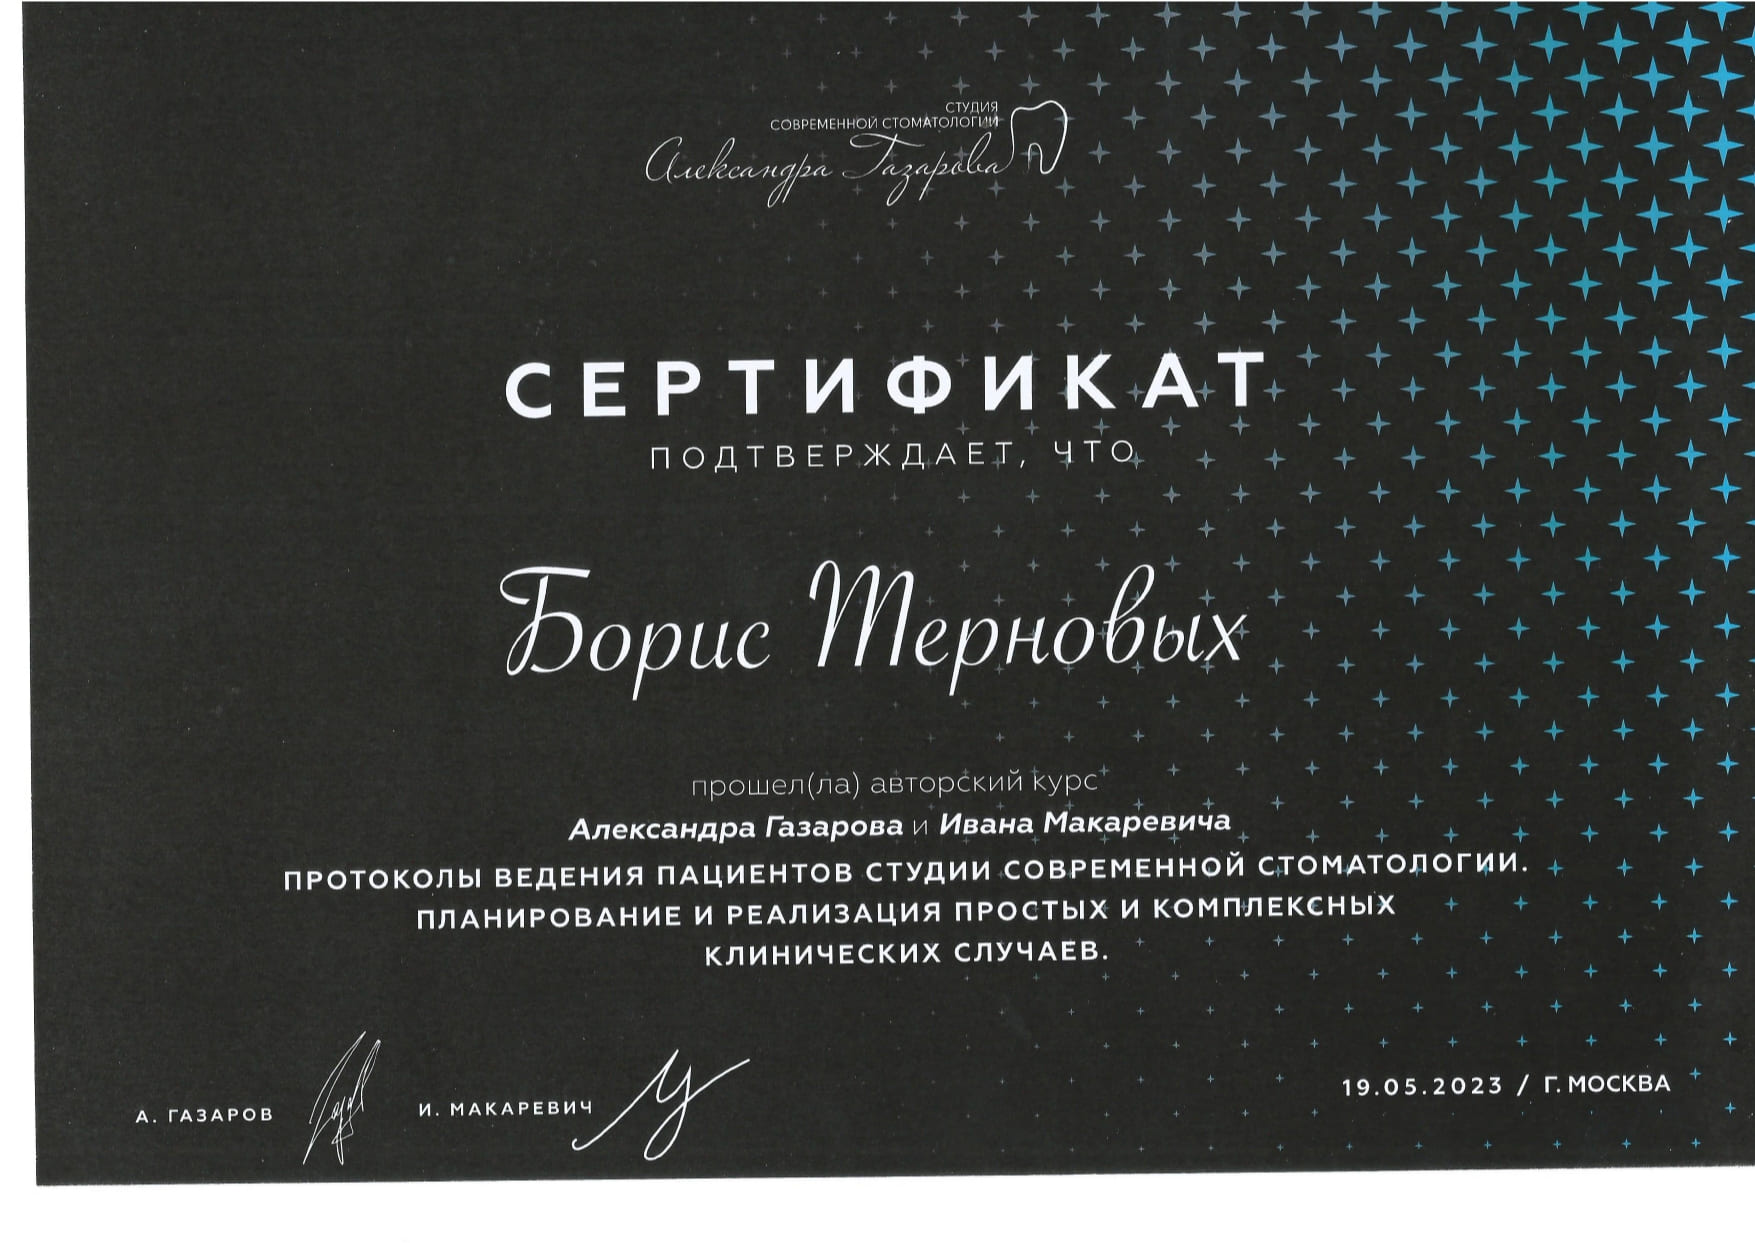 СТУДИЯ
СОВРЕМЕННОЙ СТОМАТОЛОГИИ
Александра Газарова
СЕРТИФИКАТ
ПОДТВЕРЖДАЕТ, ЧТО
Борис Терновых
прошел(ла) авторский курс
Александра Газарова и Ивана Макаревича
ПРОТОКОЛЫ ВЕДЕНИЯ ПАЦИЕНТОВ СТУДИИ СОВРЕМЕННОЙ СТОМАТОЛОГИИ.
ПЛАНИРОВАНИЕ И РЕАЛИЗАЦИЯ ПРОСТЫХ И КОМПЛЕКСНЫХ
КЛИНИЧЕСКИХ СЛУЧАЕВ.
А. ГАЗАРОВ
И. МАКАРЕВИЧ
19.05.2023 / Г. МОСКВА